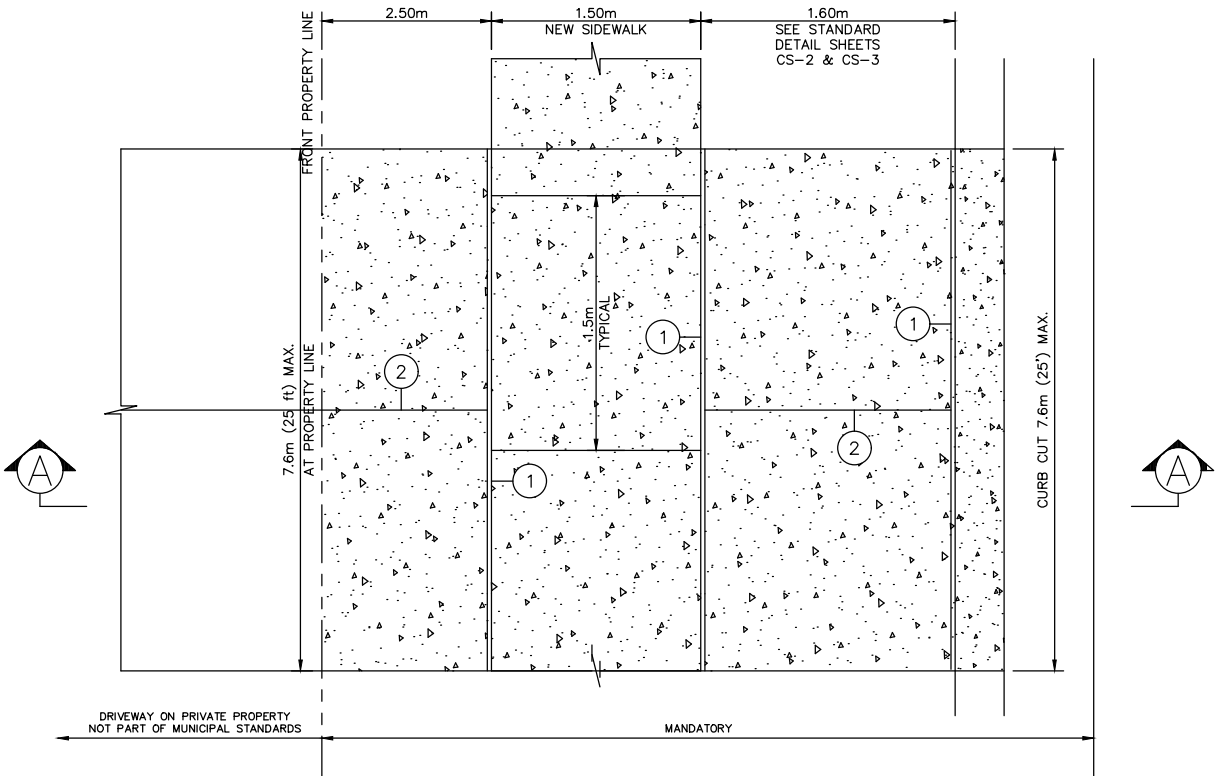 2.50m
1.50m
NEW SIDEWALK
1.60m
SEE STANDARD
DETAIL SHEETS
CS-2 & CS-3
FRONT PROPERTY LINE
1.5m
TYPICAL
1
1
2
7.6m (25 ft) MAX.
AT PROPERTY LINE
2
1
CURB CUT 7.6m (25') MAX.
A
A
DRIVEWAY ON PRIVATE PROPERTY
NOT PART OF MUNICIPAL STANDARDS
MANDATORY